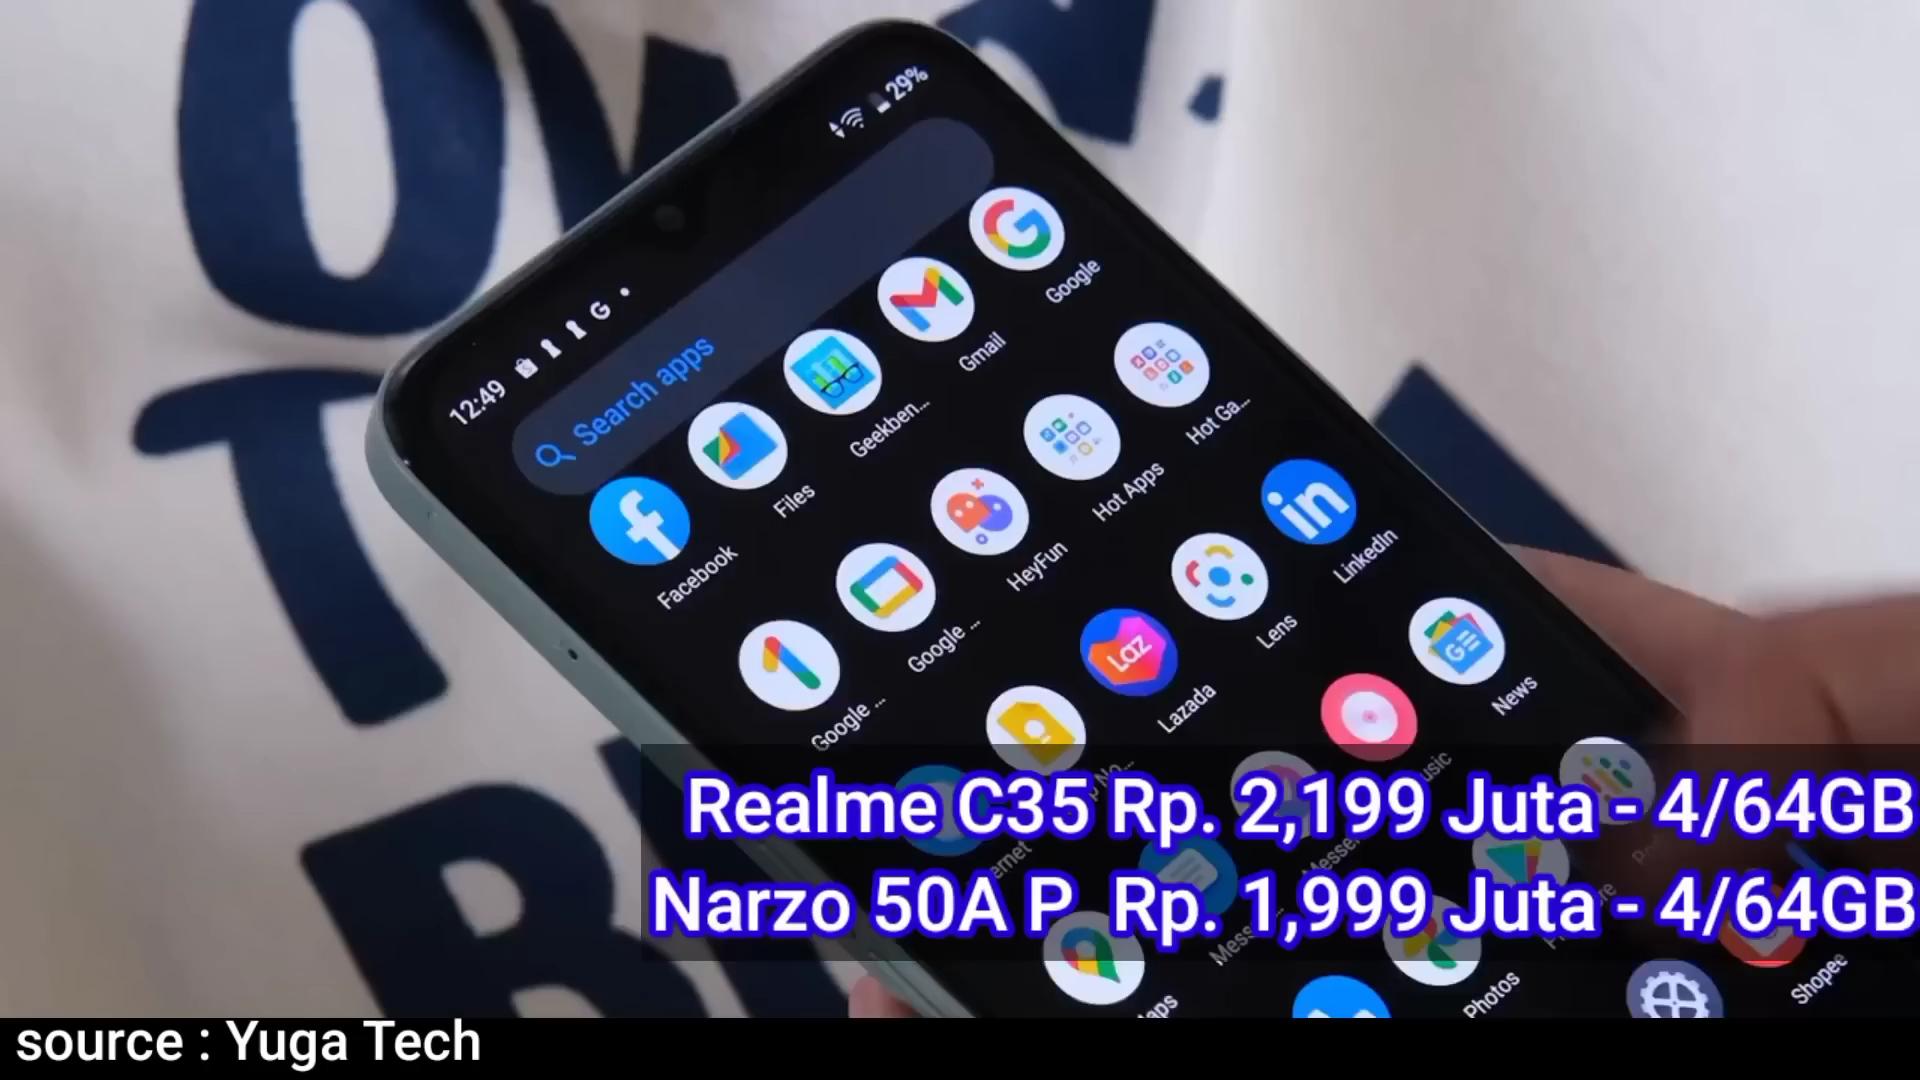 29%
12:49
Search apps
Facebook
Files
Geekben...
Gmail
Google
Google ...
Google ...
HeyFun
Hot Apps
Hot Ga...
Laz
Lazada
Lens
in
LinkedIn
News
Realme C35 Rp. 2,199 Juta - 4/64GB
Narzo 50A P Rp. 1,999 Juta - 4/64GB
Photos
Shopee
source : Yuga Tech